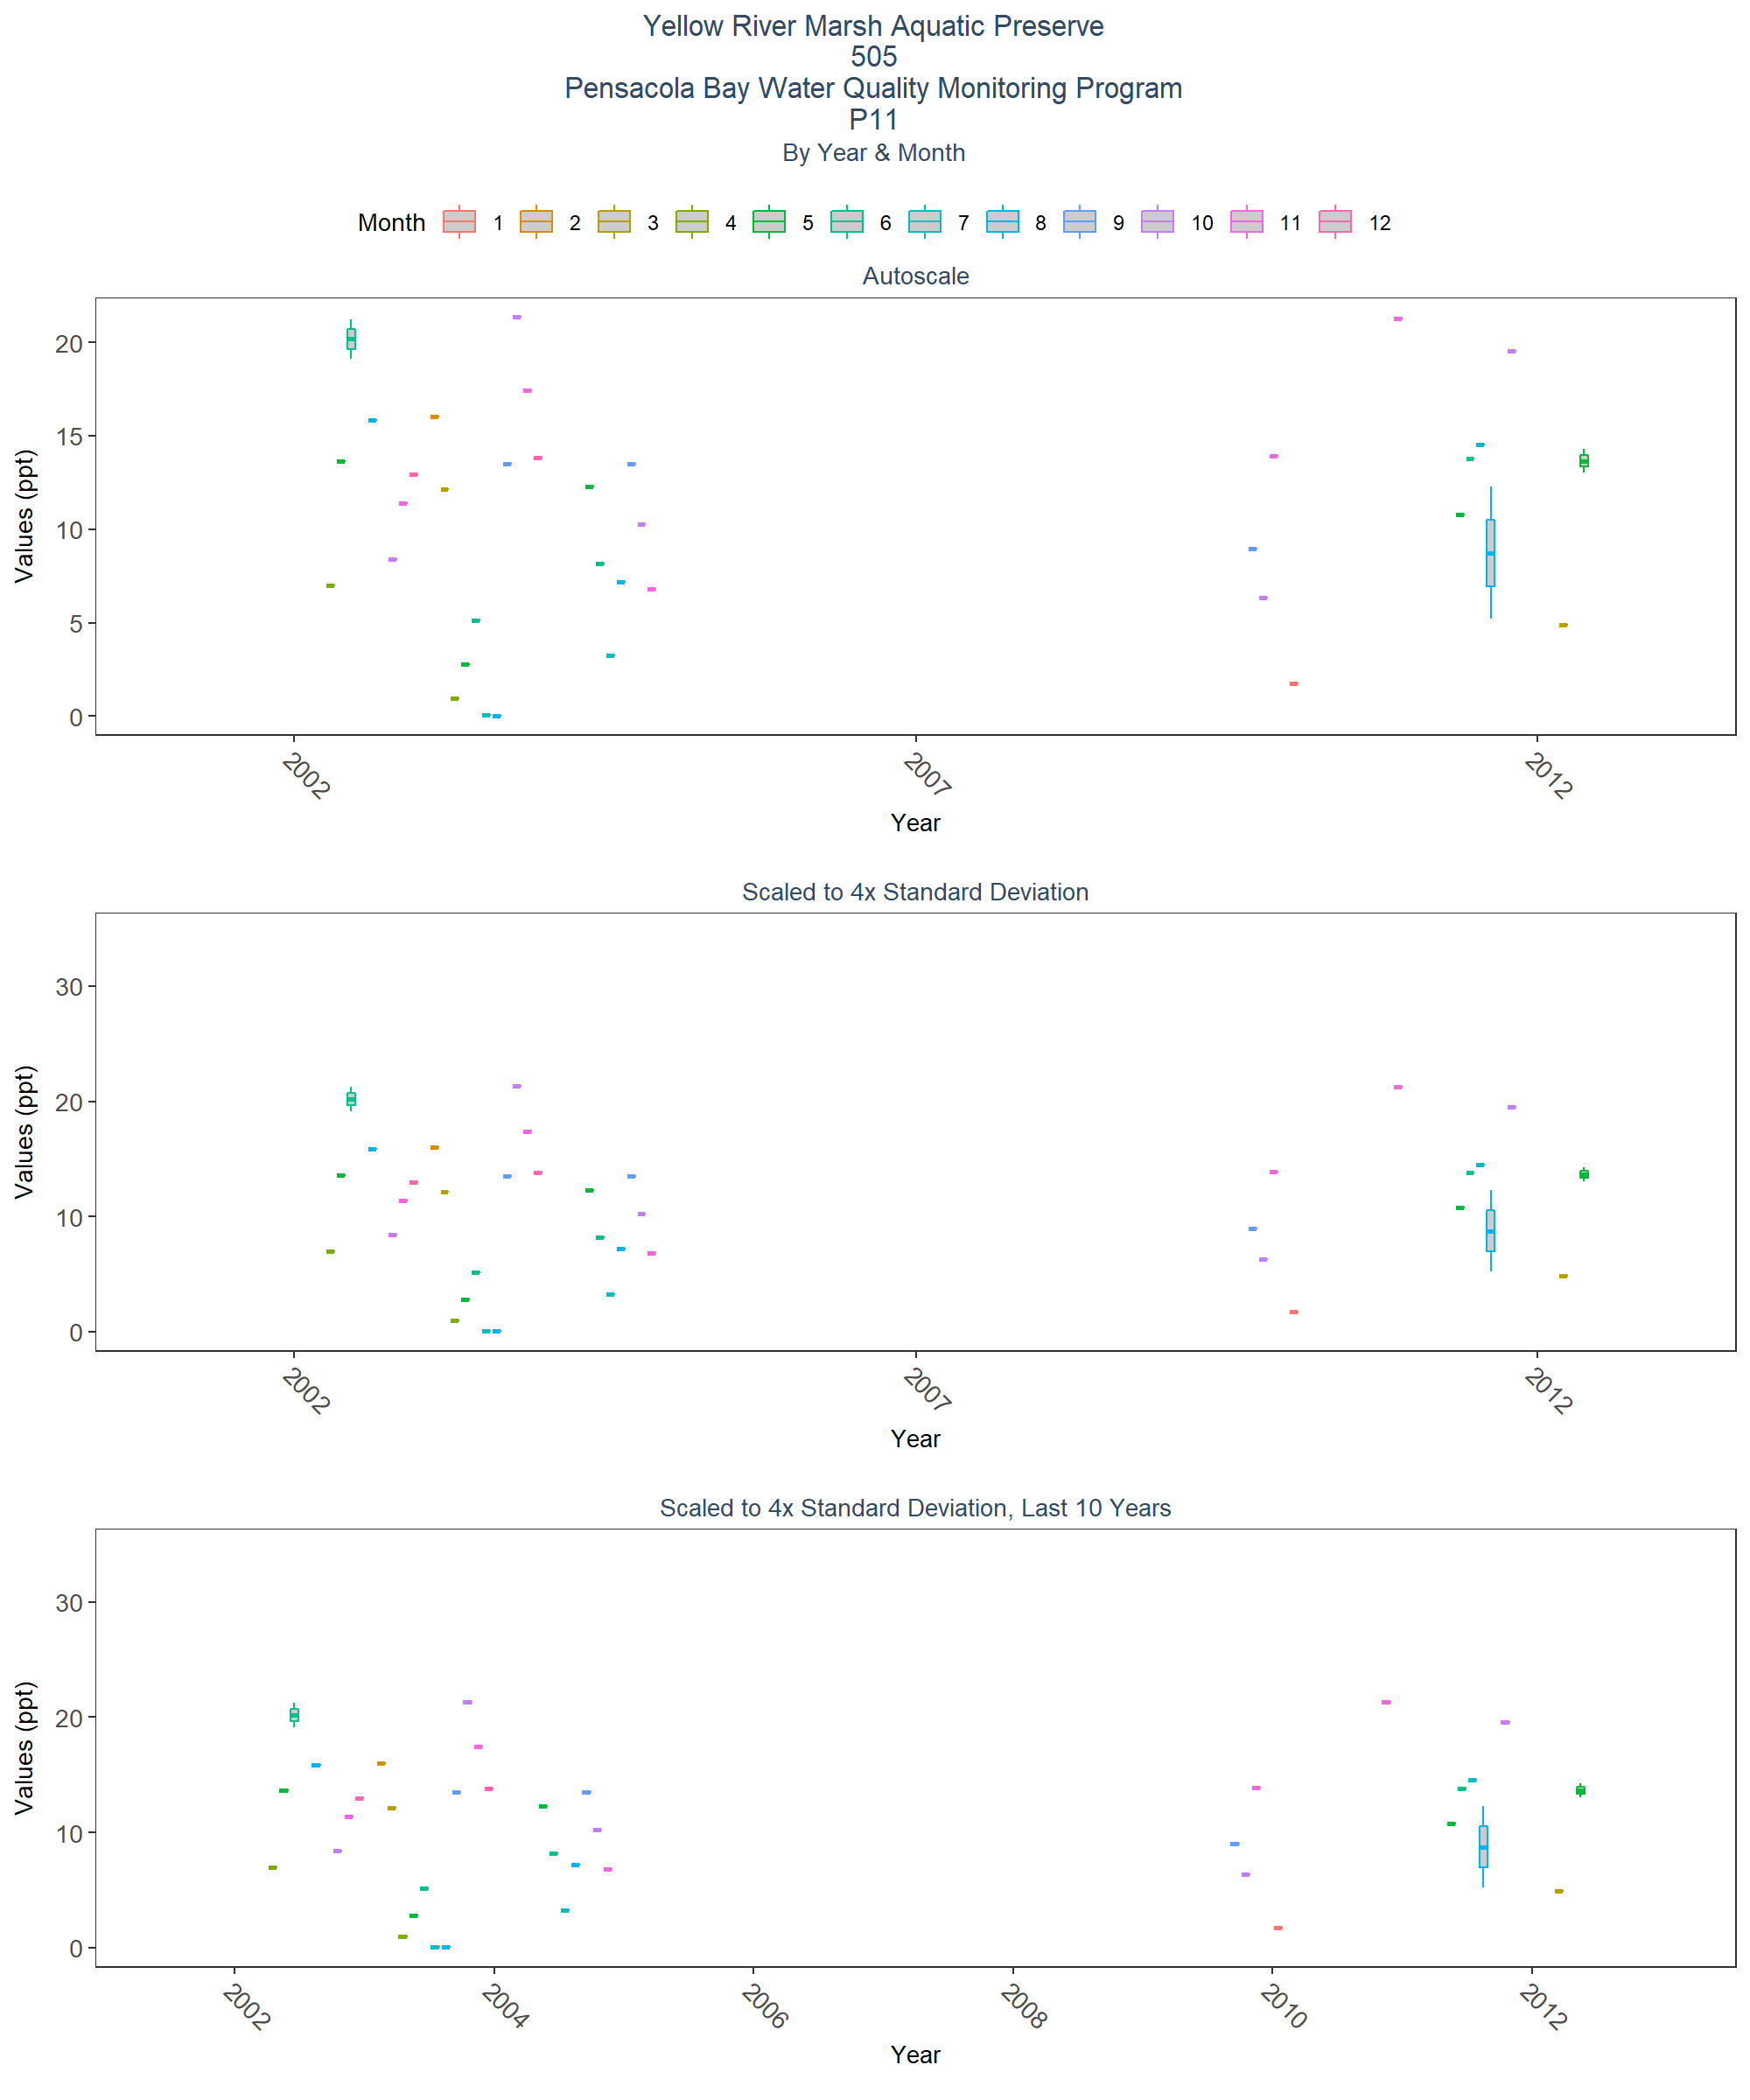 Yellow River Marsh Aquatic Preserve
505
Pensacola Bay Water Quality Monitoring Program
P11
By Year & Month
Month 1 2 3 4 5 6 7 8 9 10 11 12
Autoscale
Values (ppt)
20
15
10
5
0
2002 2007 2012
Year
Scaled to 4x Standard Deviation
Values (ppt)
30
20
10
0
2002 2007 2012
Year
Scaled to 4x Standard Deviation, Last 10 Years
Values (ppt)
30
20
10
0
2002 2004 2006 2008 2010 2012
Year